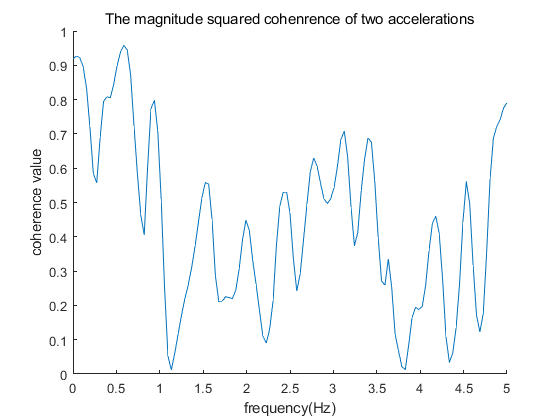 The magnitude squared cohenrence of two accelerations
1
0.9
0.8
0.7
0.6
0.5
0.4
0.3
0.2
0.1
0
coherence value
0 0.5 1 1.5 2 2.5 3 3.5 4 4.5 5
frequency(Hz)